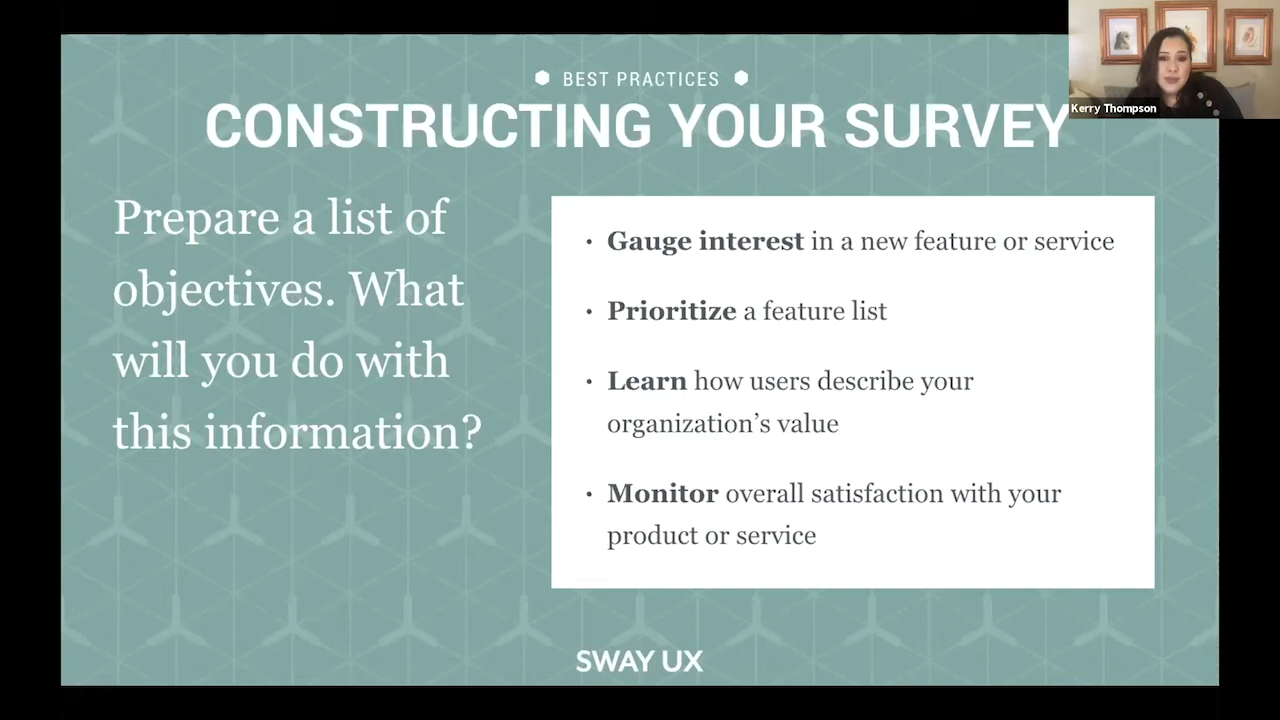 BEST PRACTICES
CONSTRUCTING YOUR SURVEY
Kerry Thompson
Prepare a list of
objectives. What
will you do with
this information?
• Gauge interest in a new feature or service
• Prioritize a feature list
• Learn how users describe your
organization’s value
• Monitor overall satisfaction with your
product or service
SWAY UX